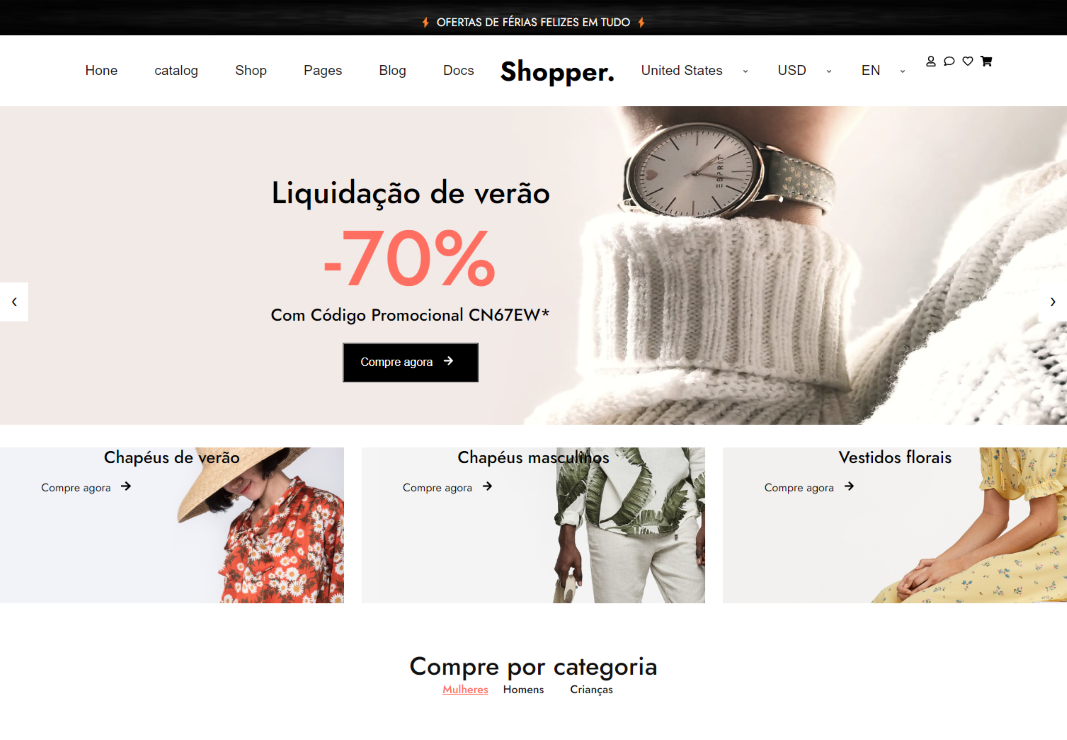 OFERTAS DE FÉRIAS FELIZES EM TUDO
Hone catalog Shop Pages Blog Docs Shopper. United States USD EN
ESPRIT
Liquidação de verão
-70%
Com Código Promocional CN67EW*
Compre agora
Chapéus de verão Chapéus masculinos Vestidos florais
Compre agora Compre agora Compre agora
Compre por categoria
Mulheres Homens Crianças